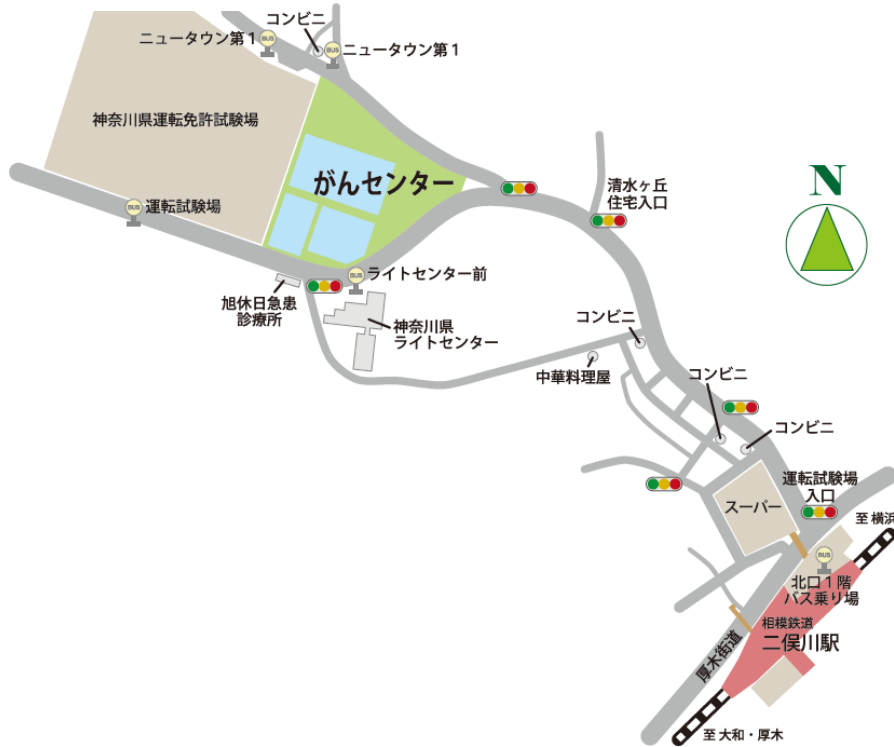 コンビニ
ニュータウン第1
BUS
BUS
ニュータウン第1
神奈川県運転免許試験場
がんセンター
清水ヶ丘
住宅入口
N
BUS
運転試験場
BUS
ライトセンター前
旭休日急患
診療所
神奈川県
ライトセンター
コンビニ
中華料理屋
コンビニ
コンビニ
運転試験場
入口
スーパー
至 横浜
BUS
北口1階
バス乗り場
相模鉄道
二俣川駅
厚木街道
至 大和・厚木